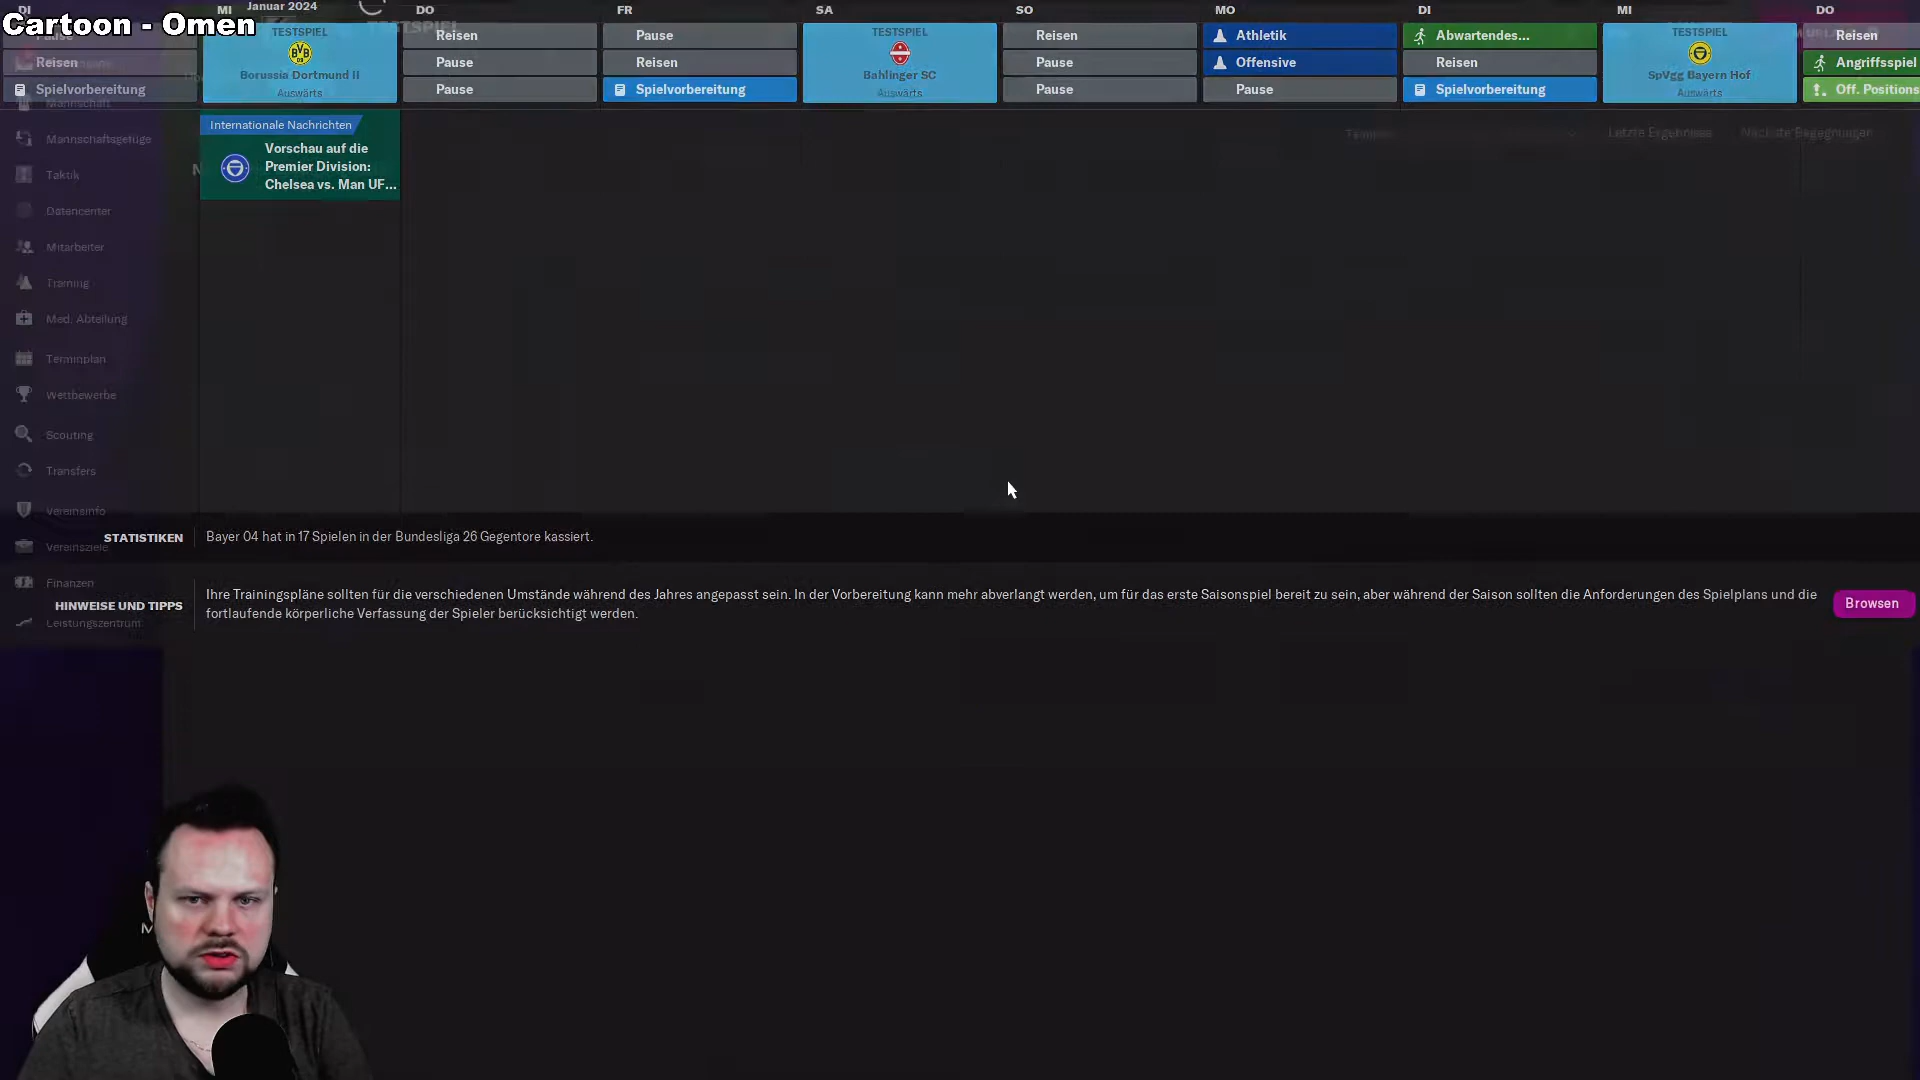 DI
MI
Januar 2024
DO
FR
SA
SO
MO
DI
MI
DO
Cartoon - Omen
Pause
Reisen
Spielvorbereitung
TESTSPIEL
Borussia Dortmund II
Auswärts
TESTSPIEL
Reisen
Pause
Pause
Pause
Reisen
Spielvorbereitung
TESTSPIEL
Bahlinger SC
Auswärts
Reisen
Pause
Pause
Athletik
Offensive
Pause
Abwartendes...
Reisen
Spielvorbereitung
TESTSPIEL
SpVgg Bayern Hof
Auswärts
Reisen
Angriffsspiel
Off. Positions
Internationale Nachrichten
Vorschau auf die
Premier Division:
Chelsea vs. Man UF...
Letzte Ergebnisse
Nächste Begegnungen
Mannschaft
Mannschaftsgefüge
Taktik
Datencenter
Mitarbeiter
Training
Med. Abteilung
Terminplan
Wettbewerbe
Scouting
Transfers
Vereinsinfo
Vereinsziele
Finanzen
Leistungszentrum
STATISTIKEN
Bayer 04 hat in 17 Spielen in der Bundesliga 26 Gegentore kassiert.
HINWEISE UND TIPPS
Ihre Trainingspläne sollten für die verschiedenen Umstände während des Jahres angepasst sein. In der Vorbereitung kann mehr abverlangt werden, um für das erste Saisonspiel bereit zu sein, aber während der Saison sollten die Anforderungen des Spielplans und die
fortlaufende körperliche Verfassung der Spieler berücksichtigt werden.
Browsen